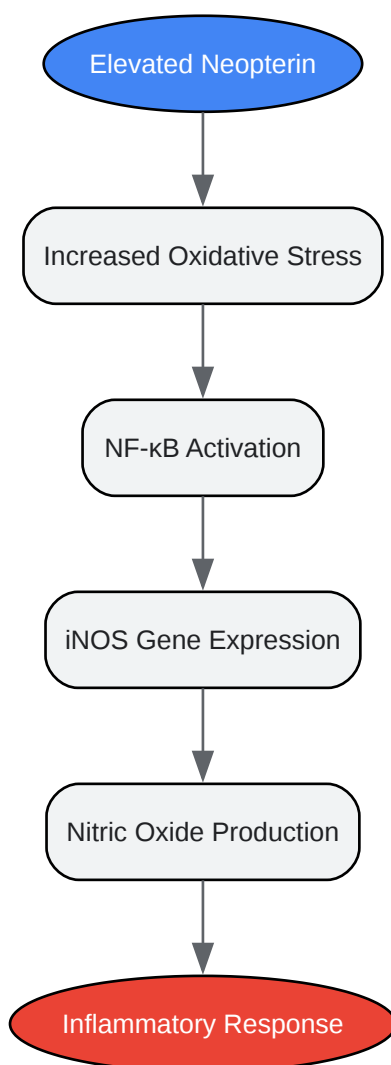 Elevated Neopterin
Increased Oxidative Stress
NF-κB Activation
iNOS Gene Expression
Nitric Oxide Production
Inflammatory Response